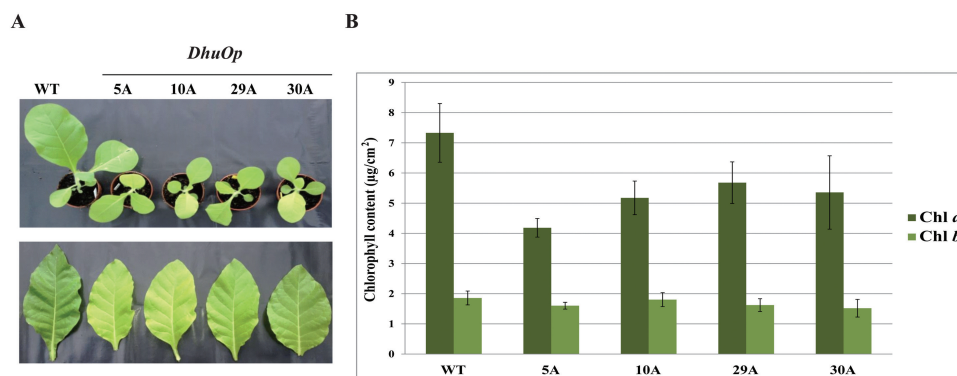 A
DhuOp
WT 5A 10A 29A 30A
B
Chlorophyll content (µg/cm²)
9
8
7
6
5
4
3
2
1
0
WT 5A 10A 29A 30A
Chl a
Chl b